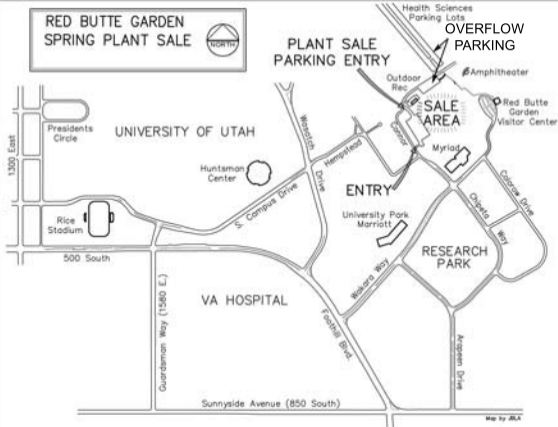 RED BUTTE GARDEN
SPRING PLANT SALE
NORTH
Health Sciences
Parking Lots
OVERFLOW
PARKING
PLANT SALE
PARKING ENTRY
Outdoor
Rec
Amphitheater
SALE
AREA
Red Butte
Garden
Visitor Center
Connor
Presidents
Circle
UNIVERSITY OF UTAH
Wasatch
Drive
Hempstead
Myriad
1300 East
Huntsman
Center
ENTRY
S. Campus Drive
Colorow Drive
Chipeta
Way
Rice
Stadium
University Park
Marriott
RESEARCH
PARK
500 South
Wakara Way
VA HOSPITAL
Guardsman Way (1580 E.)
Foothill Blvd.
Arapeen Drive
Sunnyside Avenue (850 South)
Map by JBLA